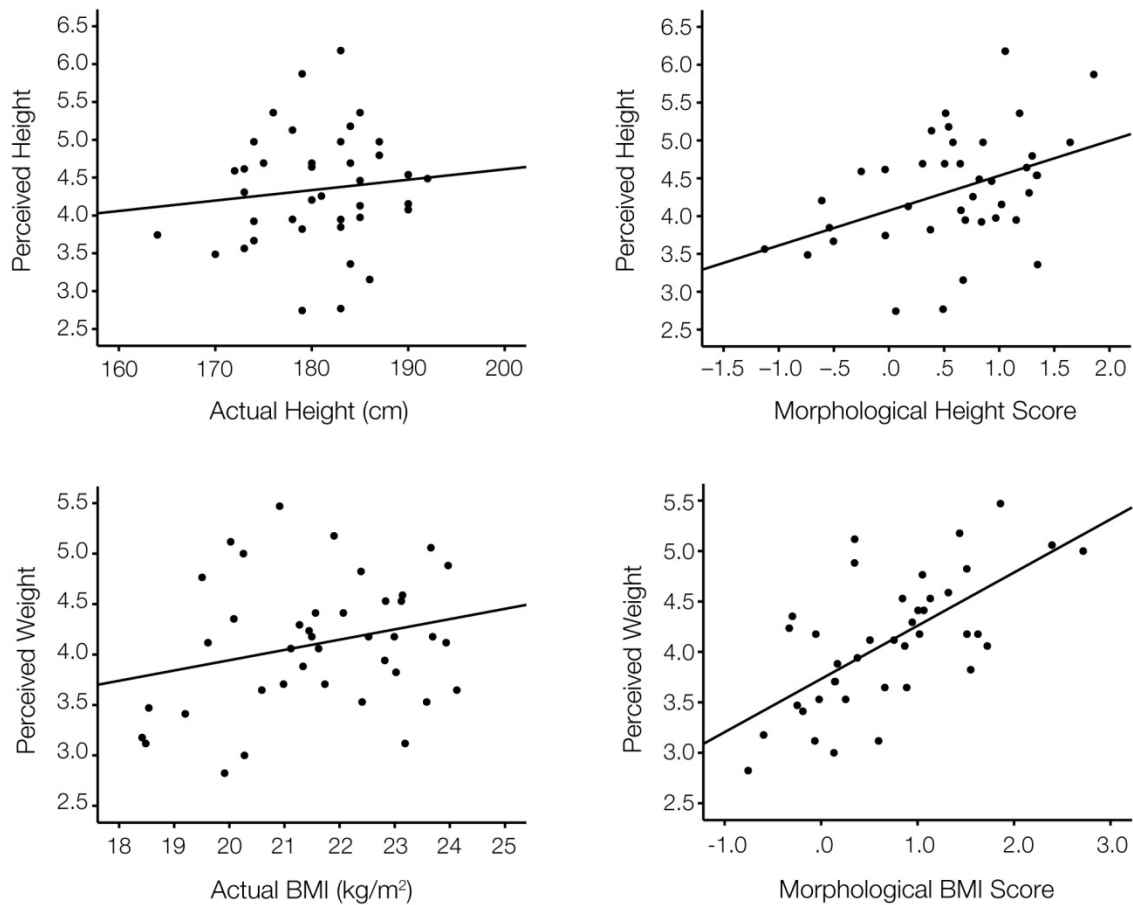 Perceived Height
6.5
6.0
5.5
5.0
4.5
4.0
3.5
3.0
2.5
160 170 180 190 200
Actual Height (cm)
Perceived Height
6.5
6.0
5.5
5.0
4.5
4.0
3.5
3.0
2.5
−1.5 −1.0 −.5 .0 .5 1.0 1.5 2.0
Morphological Height Score
Perceived Weight
5.5
5.0
4.5
4.0
3.5
3.0
2.5
18 19 20 21 22 23 24 25
Actual BMI (kg/m²)
Perceived Weight
5.5
5.0
4.5
4.0
3.5
3.0
2.5
-1.0 .0 1.0 2.0 3.0
Morphological BMI Score